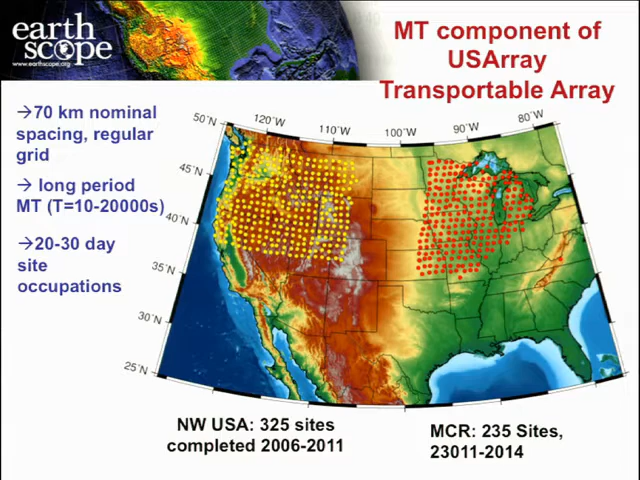 earth
scope
www.earthscope.org
MT component of
USArray
Transportable Array
→70 km nominal
spacing, regular
grid
→ long period
MT (T=10-20000s)
→20-30 day
site
occupations
50˚N
120˚W
110˚W
100˚W
90˚W
80˚W
45˚N
40˚N
35˚N
30˚N
25˚N
NW USA: 325 sites
completed 2006-2011
MCR: 235 Sites,
23011-2014